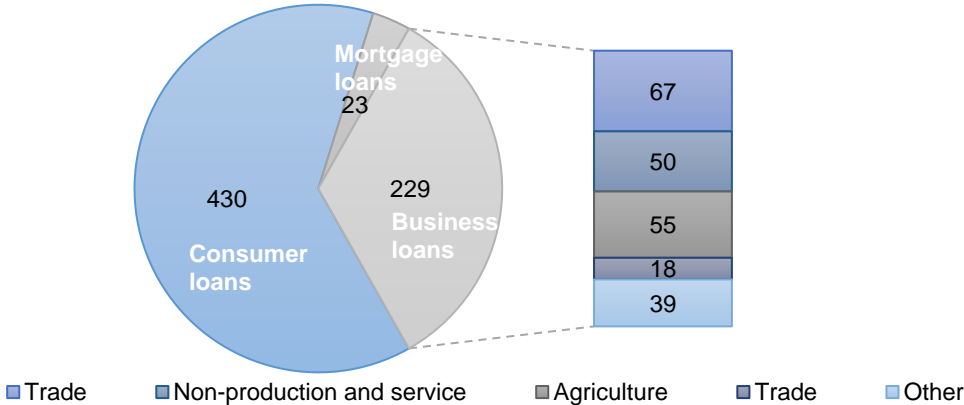 Mortgage
loans
23
430
229
Business
loans
Consumer
loans
67
50
55
18
39
Trade Non-production and service Agriculture Trade Other